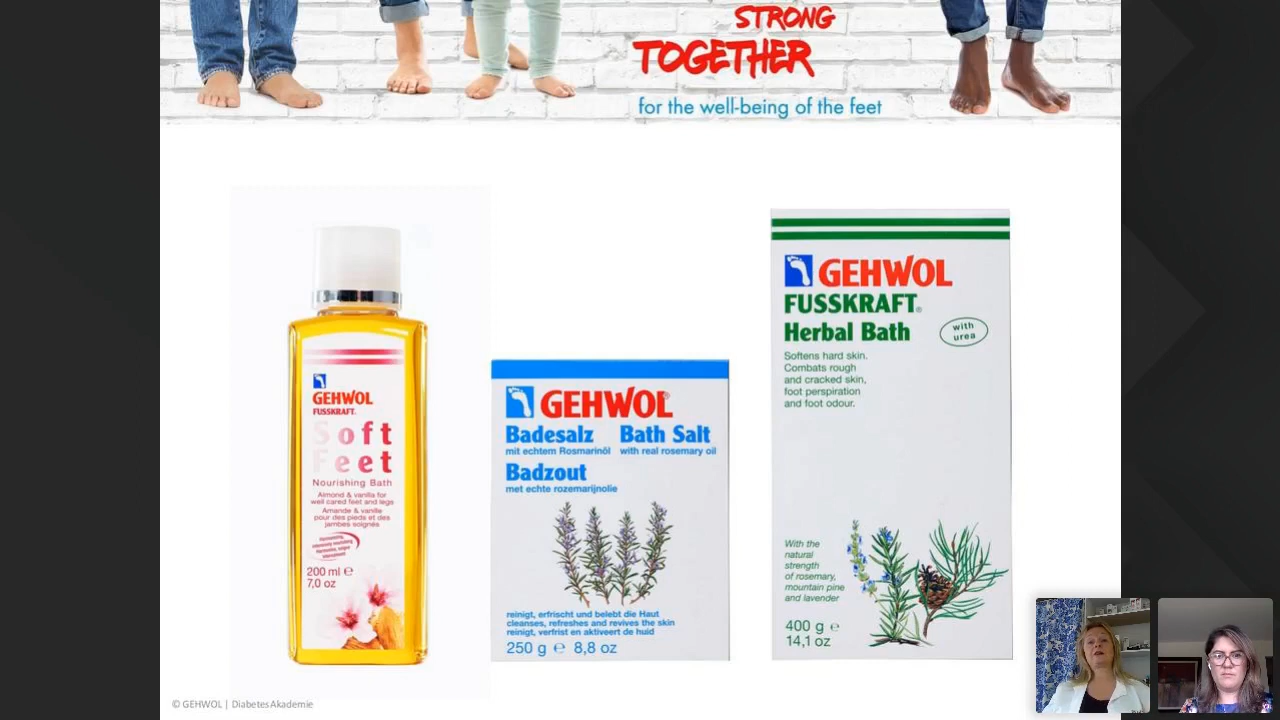 STRONG
TOGETHER
for the well-being of the feet
GEHWOL
FUSSKRAFT.
Soft
Feet
Nourishing Bath
Almond & vanilla for
well cared feet and legs
Amande & vanille
pour des pieds et des
jambes soignés
200 ml ℮
7,0 oz
GEHWOL®
Badesalz Bath Salt
mit echtem Rosmarinöl with real rosemary oil
Badzout
met echte rozemarijnolie
reinigt, erfrischt und belebt die Haut
cleanses, refreshes and revives the skin
reinigt, verfrist en aktiveert de huid
250 g ℮ 8,8 oz
GEHWOL
FUSSKRAFT®
Herbal Bath
with
urea
Softens hard skin.
Combats rough
and cracked skin,
foot perspiration
and foot odour.
With the
natural
strength
of rosemary,
mountain pine
and lavender
400 g ℮
14,1 oz
© GEHWOL | DiabetesAkademie